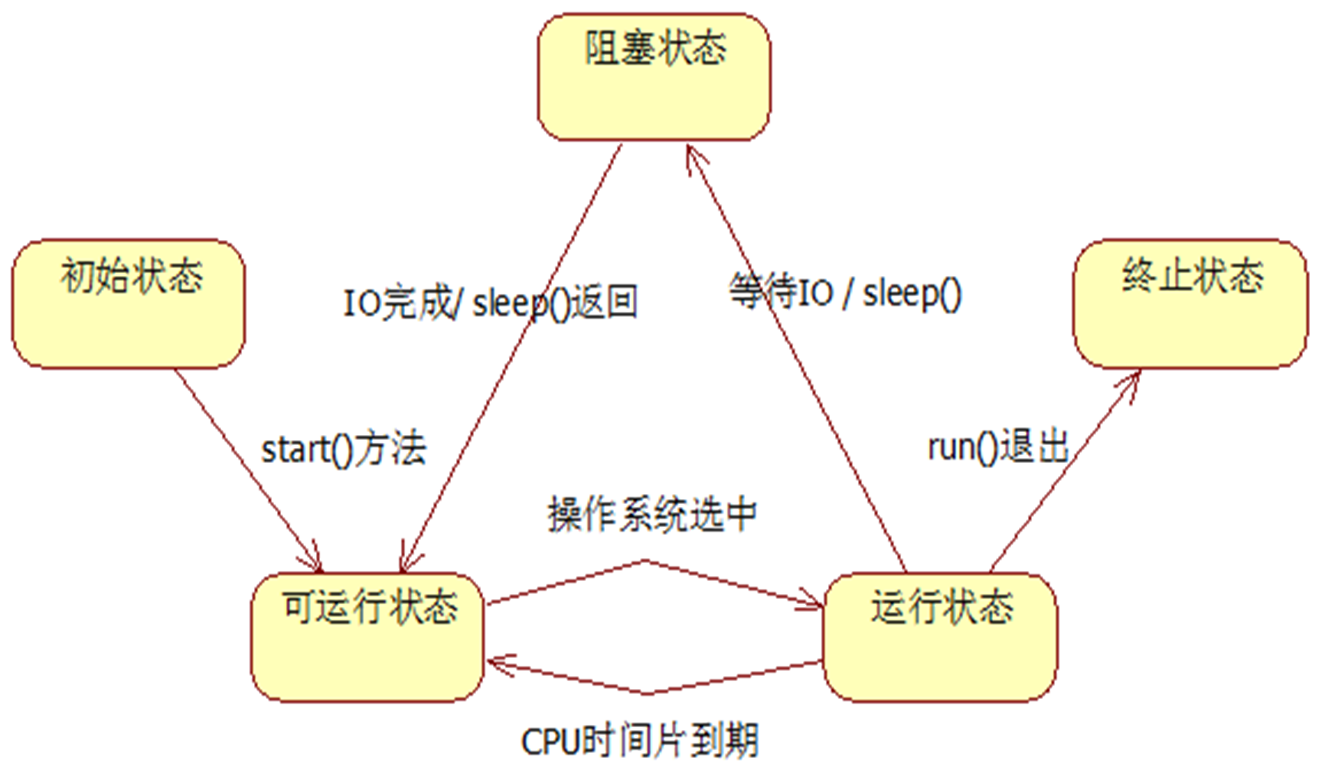 阻塞状态
初始状态
终止状态
IO完成/ sleep()返回
等待IO / sleep()
start()方法
run()退出
操作系统选中
可运行状态
运行状态
CPU时间片到期